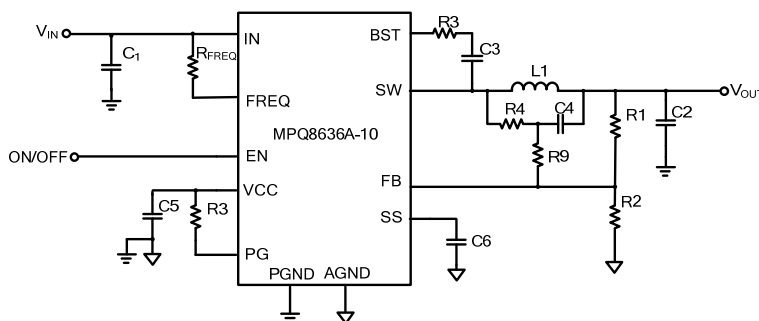 VIN
C1
RFREQ
IN
FREQ
BST
R3
C3
SW
L1
VOUT
R4
C4
R1
C2
MPQ8636A-10
ON/OFF
EN
R9
VCC
FB
C5
R3
R2
SS
C6
PG
PGND
AGND